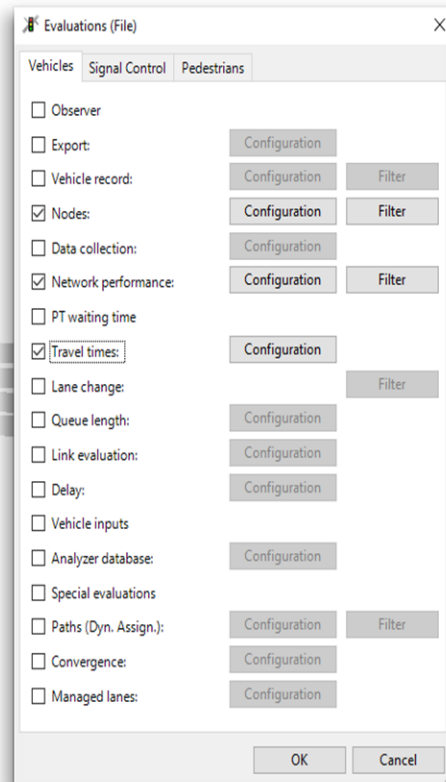 Evaluations (File)
Vehicles Signal Control Pedestrians
Observer
Export: Configuration
Vehicle record: Configuration Filter
Nodes: Configuration Filter
Data collection: Configuration
Network performance: Configuration Filter
PT waiting time
Travel times: Configuration
Lane change: Filter
Queue length: Configuration
Link evaluation: Configuration
Delay: Configuration
Vehicle inputs
Analyzer database: Configuration
Special evaluations
Paths (Dyn. Assign.): Configuration Filter
Convergence: Configuration
Managed lanes: Configuration
OK Cancel